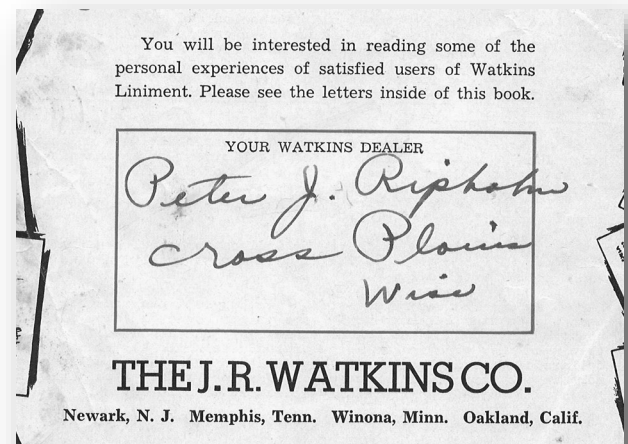 You will be interested in reading some of the
personal experiences of satisfied users of Watkins
Liniment. Please see the letters inside of this book.
YOUR WATKINS DEALER
Peter J. Ripkohn
Cross Plains
Wisc
THE J. R. WATKINS CO.
Newark, N. J. Memphis, Tenn. Winona, Minn. Oakland, Calif.